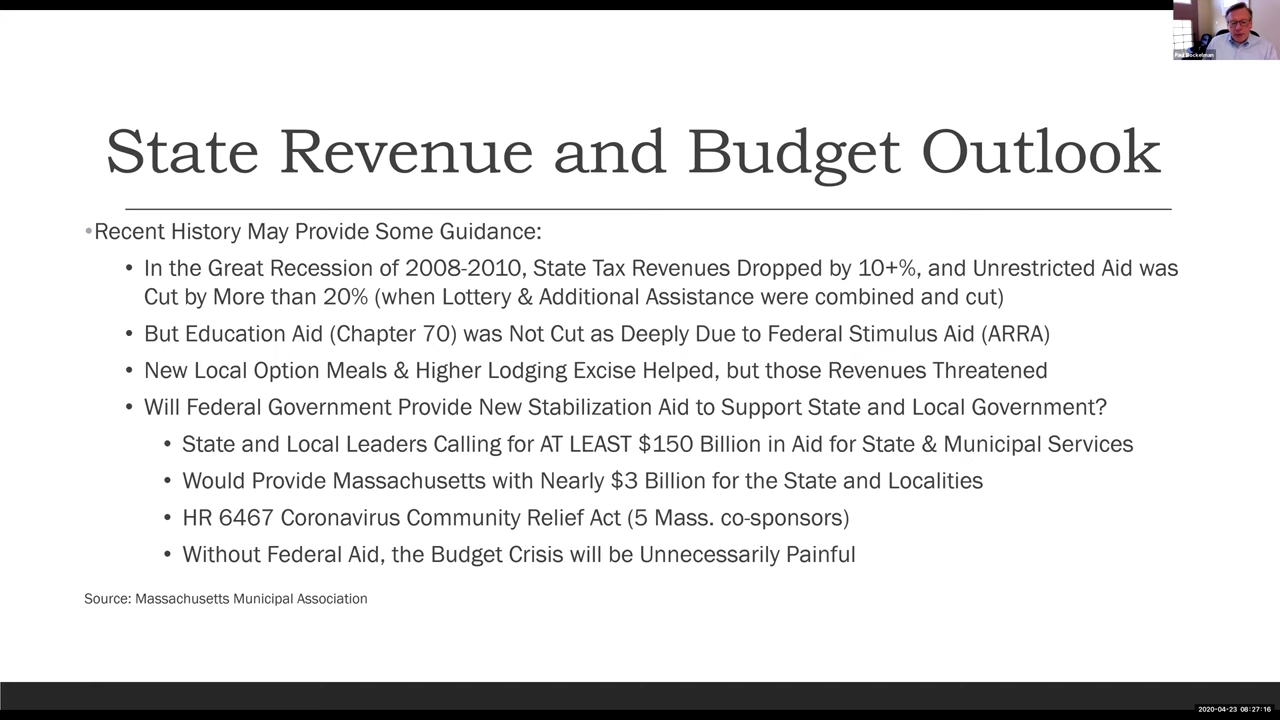 Paul Bockelman
State Revenue and Budget Outlook
•Recent History May Provide Some Guidance:
• In the Great Recession of 2008-2010, State Tax Revenues Dropped by 10+%, and Unrestricted Aid was
Cut by More than 20% (when Lottery & Additional Assistance were combined and cut)
• But Education Aid (Chapter 70) was Not Cut as Deeply Due to Federal Stimulus Aid (ARRA)
• New Local Option Meals & Higher Lodging Excise Helped, but those Revenues Threatened
• Will Federal Government Provide New Stabilization Aid to Support State and Local Government?
• State and Local Leaders Calling for AT LEAST $150 Billion in Aid for State & Municipal Services
• Would Provide Massachusetts with Nearly $3 Billion for the State and Localities
• HR 6467 Coronavirus Community Relief Act (5 Mass. co-sponsors)
• Without Federal Aid, the Budget Crisis will be Unnecessarily Painful
Source: Massachusetts Municipal Association
2020-04-23 08:27:16